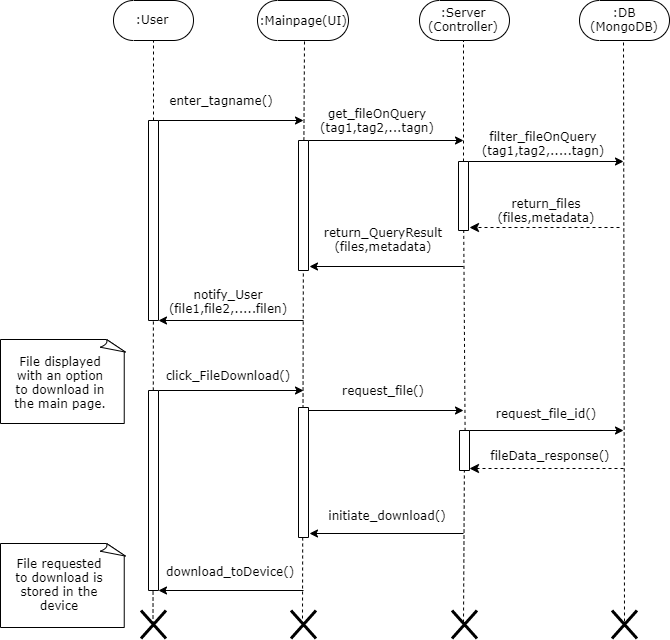 :User
:Mainpage(UI)
:Server
(Controller)
:DB
(MongoDB)
enter_tagname()
get_fileOnQuery
(tag1,tag2,...tagn)
filter_fileOnQuery
(tag1,tag2,.....tagn)
return_files
(files,metadata)
return_QueryResult
(files,metadata)
notify_User
(file1,file2,.....filen)
File displayed
with an option
to download in
the main page.
click_FileDownload()
request_file()
request_file_id()
fileData_response()
initiate_download()
File requested
to download is
stored in the
device
download_toDevice()